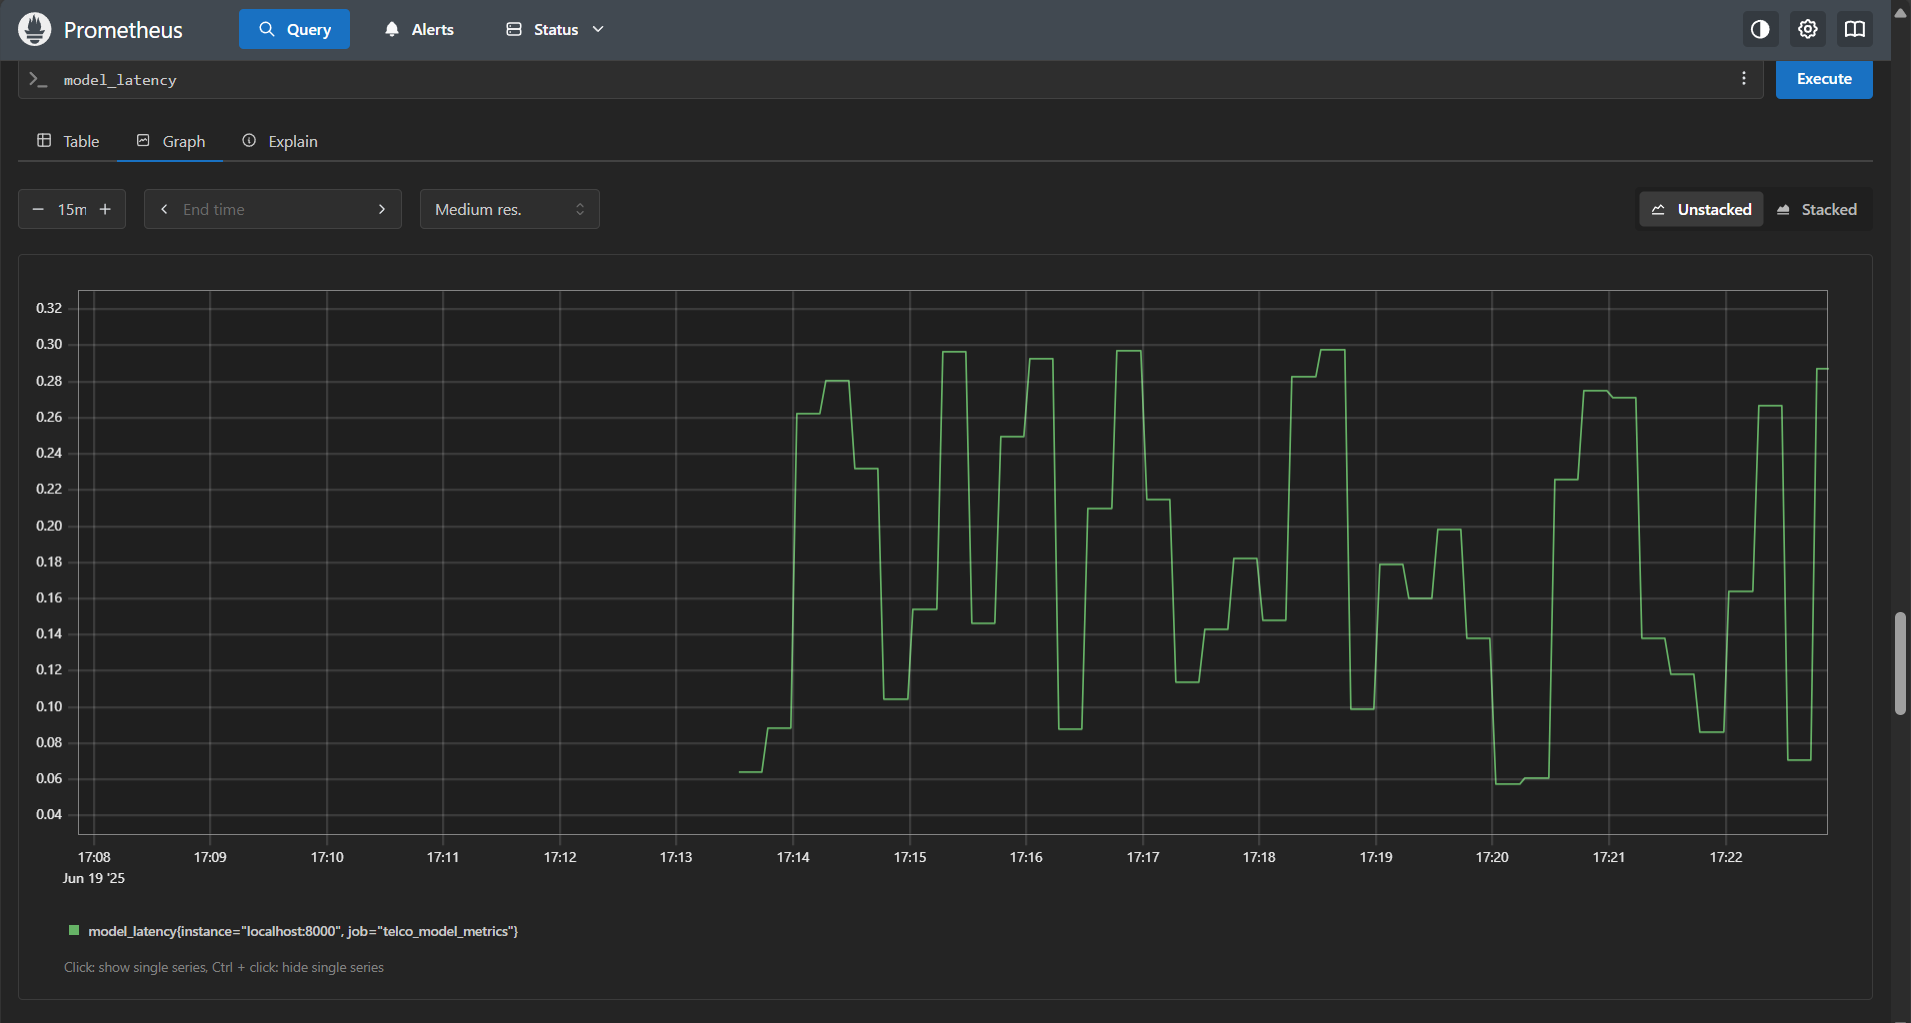 Prometheus Query Alerts Status
model_latency Execute
Table Graph Explain
15m End time Medium res. Unstacked Stacked
0.32
0.30
0.28
0.26
0.24
0.22
0.20
0.18
0.16
0.14
0.12
0.10
0.08
0.06
0.04
17:08 17:09 17:10 17:11 17:12 17:13 17:14 17:15 17:16 17:17 17:18 17:19 17:20 17:21 17:22
Jun 19 '25
model_latency{instance="localhost:8000", job="telco_model_metrics"}
Click: show single series, Ctrl + click: hide single series